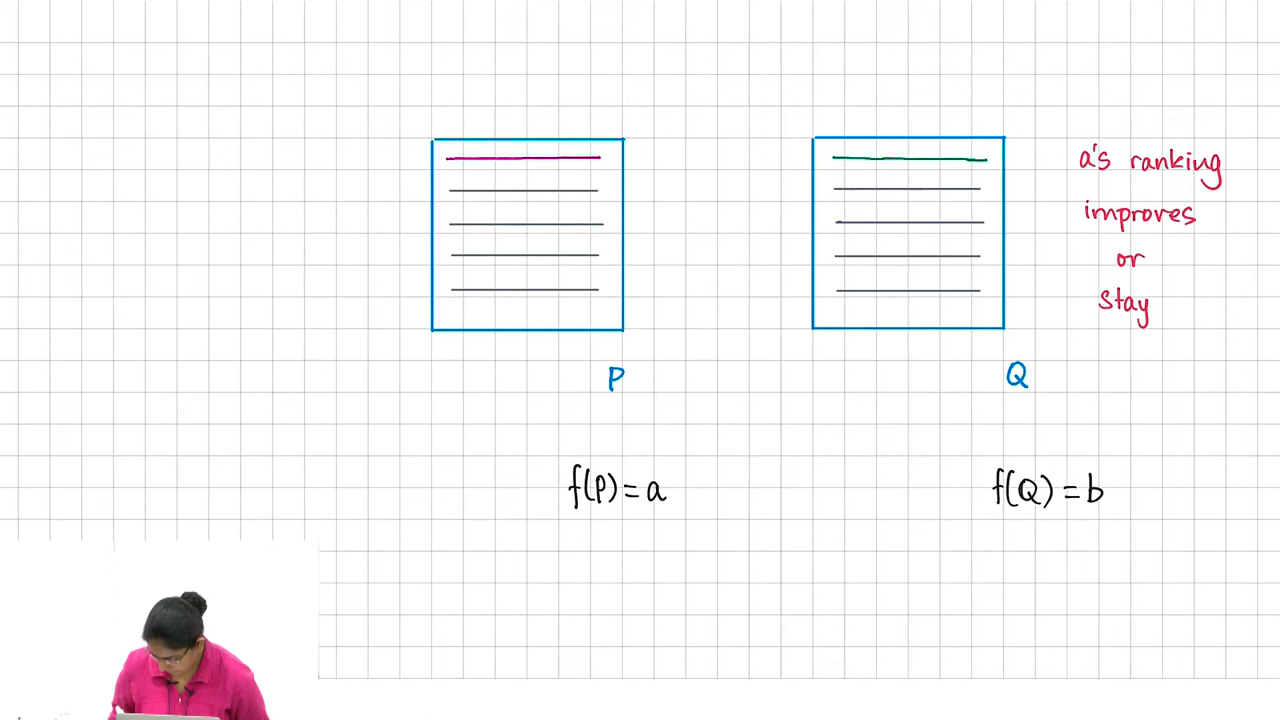 a's ranking
improves
or
stay
P
Q
f(P) = a
f(Q) = b